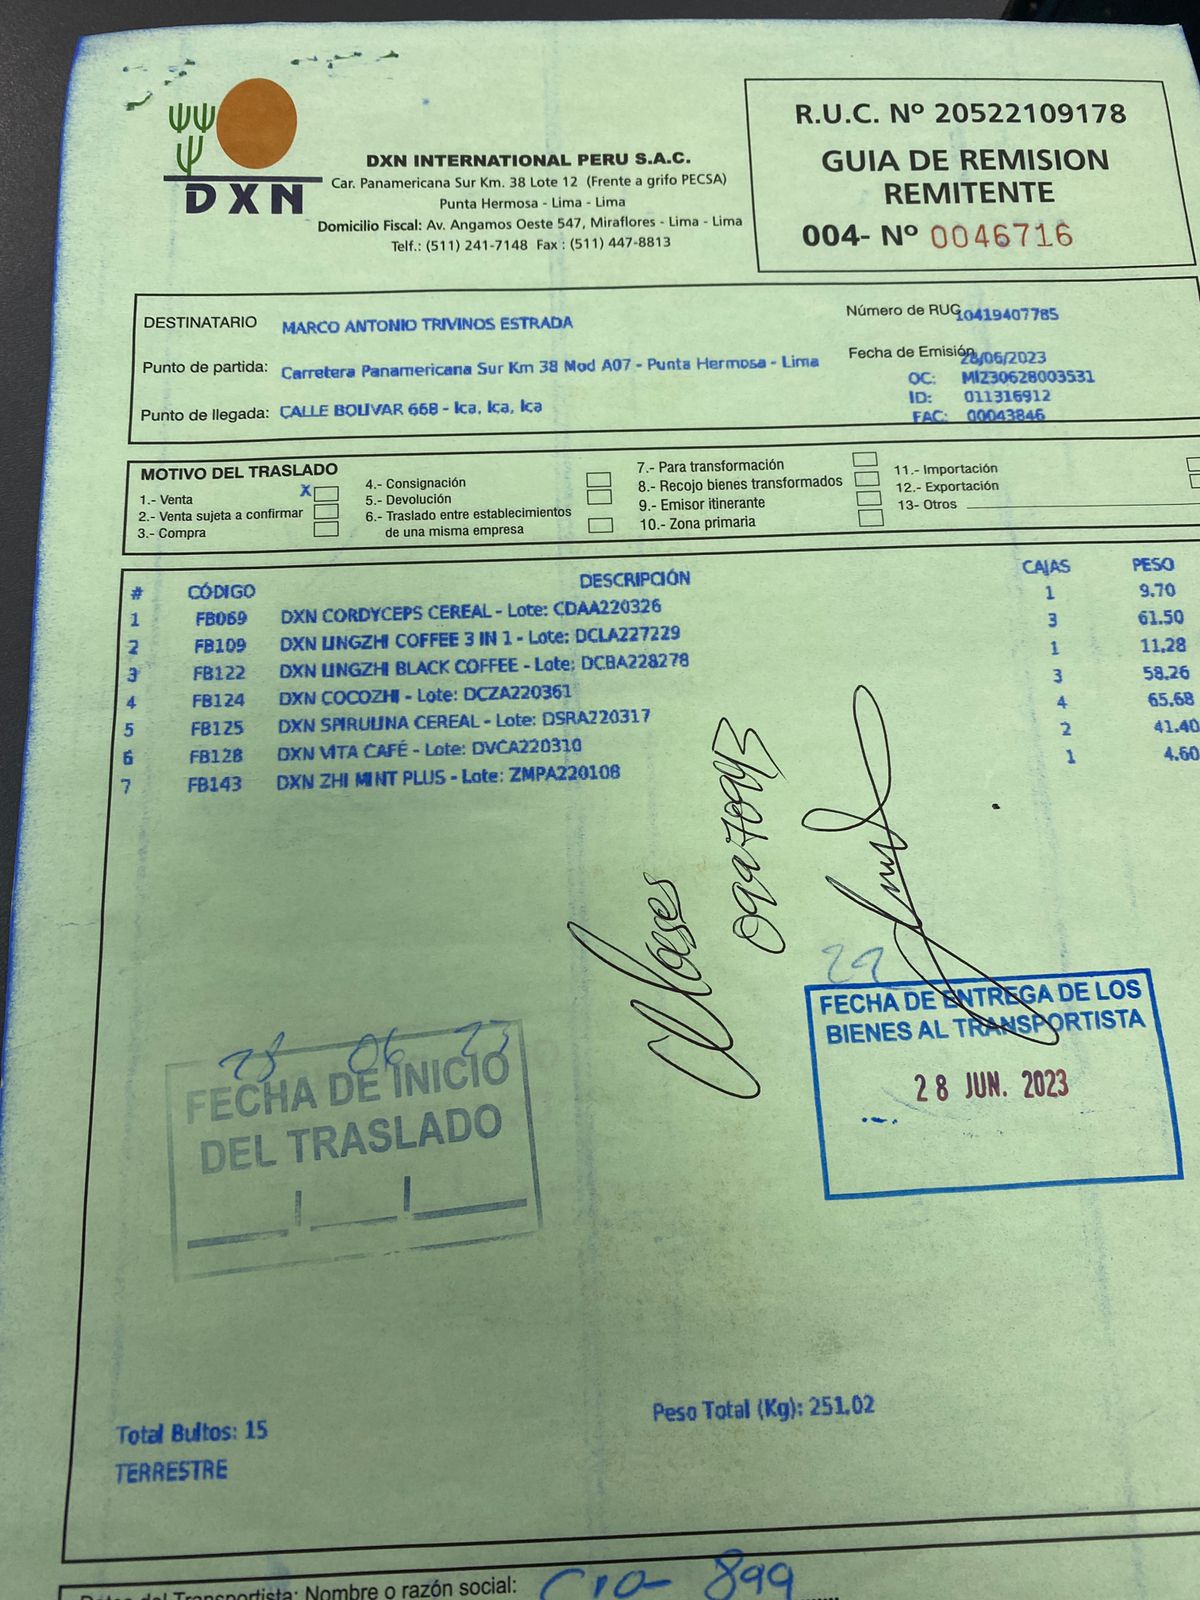 DXN
DXN INTERNATIONAL PERU S.A.C.
Car. Panamericana Sur Km. 38 Lote 12 (Frente a grifo PECSA)
Punta Hermosa - Lima - Lima
Domicilio Fiscal: Av. Angamos Oeste 547, Miraflores - Lima - Lima
Telf.: (511) 241-7148 Fax : (511) 447-8813
R.U.C. Nº 20522109178
GUIA DE REMISION
REMITENTE
004- Nº 0046716
DESTINATARIO MARCO ANTONIO TRIVINOS ESTRADA
Número de RUC 10419407785
Punto de partida: Carretera Panamericana Sur Km 38 Mod A07 - Punta Hermosa - Lima
Fecha de Emisión 28/06/2023
OC: MIZ30628003531
ID: 011316912
Punto de llegada: CALLE BOLIVAR 668 - Ica, Ica, Ica
FAC: 00043846
MOTIVO DEL TRASLADO
1.- Venta X
2.- Venta sujeta a confirmar
3.- Compra
4.- Consignación
5.- Devolución
6.- Traslado entre establecimientos
de una misma empresa
7.- Para transformación
8.- Recojo bienes transformados
9.- Emisor itinerante
10.- Zona primaria
11.- Importación
12.- Exportación
13- Otros
# CÓDIGO DESCRIPCIÓN CAJAS PESO
1 FB069 DXN CORDYCEPS CEREAL - Lote: CDAA220326 1 9.70
2 FB109 DXN LINGZHI COFFEE 3 IN 1 - Lote: DCLA227229 3 61.50
3 FB122 DXN LINGZHI BLACK COFFEE - Lote: DCBA228278 1 11.28
4 FB124 DXN COCOZHI - Lote: DCZA220361 3 58.26
5 FB125 DXN SPIRULINA CEREAL - Lote: DSRA220317 4 65.68
6 FB128 DXN VITA CAFÉ - Lote: DVCA220310 2 41.40
7 FB143 DXN ZHI MINT PLUS - Lote: ZMPA220108 1 4.60
22
FECHA DE ENTREGA DE LOS
BIENES AL TRANSPORTISTA
28 JUN. 2023
28 06 23
FECHA DE INICIO
DEL TRASLADO
Peso Total (Kg): 251.02
Total Bultos: 15
TERRESTRE
Datos del Transportista: Nombre o razón social:
899